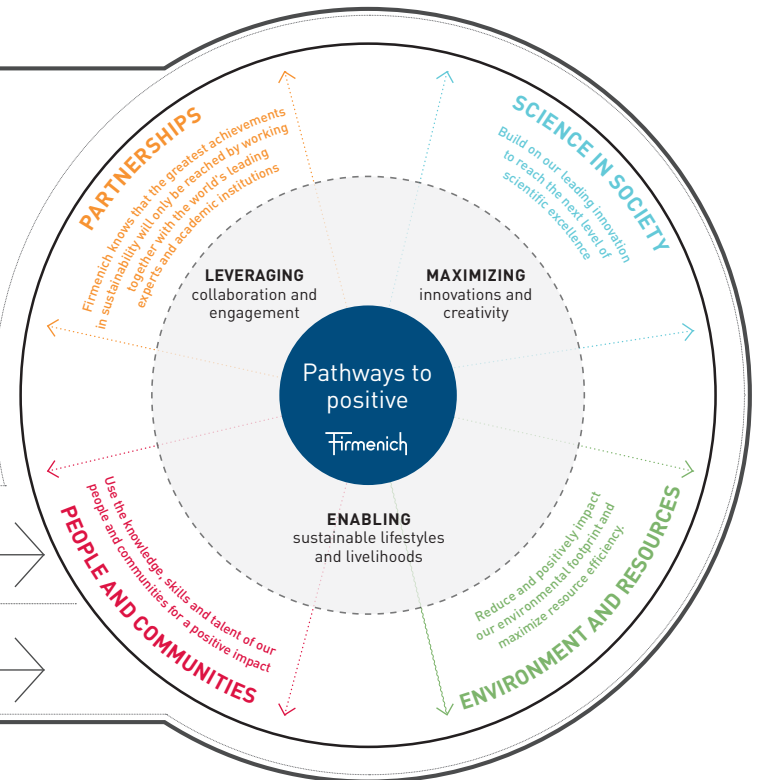 PARTNERSHIPS
Firmenich knows that the greatest achievements
in sustainability will only be reached by working
together with the world's leading
experts and academic institutions
SCIENCE IN SOCIETY
Build on our leading innovation
to reach the next level of
scientific excellence
LEVERAGING
collaboration and
engagement
MAXIMIZING
innovations and
creativity
Pathways to
positive
Firmenich
ENABLING
sustainable lifestyles
and livelihoods
Use the knowledge, skills and talent of our
people and communities for a positive impact
PEOPLE AND COMMUNITIES
Reduce and positively impact
our environmental footprint and
maximize resource efficiency.
ENVIRONMENT AND RESOURCES